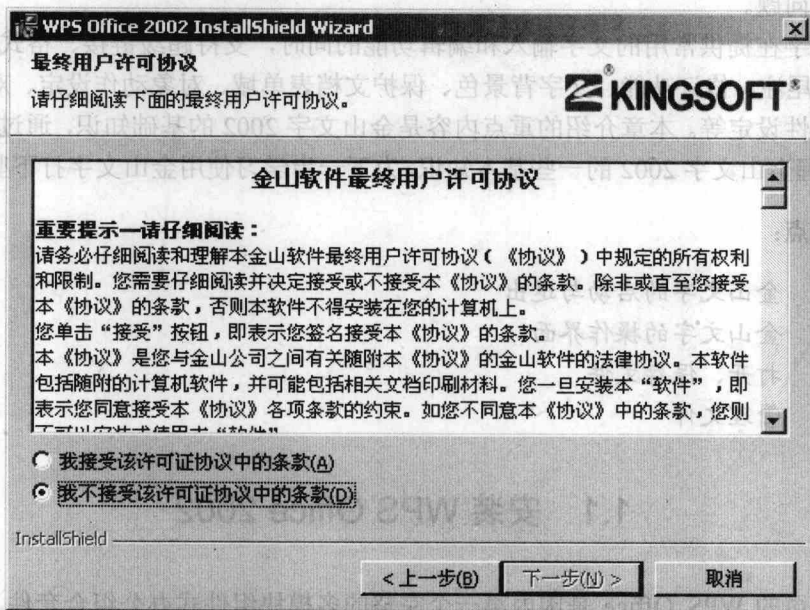 WPS Office 2002 InstallShield Wizard
最终用户许可协议
请仔细阅读下面的最终用户许可协议。
KINGSOFT®
金山软件最终用户许可协议
重要提示—请仔细阅读：
请务必仔细阅读和理解本金山软件最终用户许可协议（《协议》）中规定的所有权利
和限制。您需要仔细阅读并决定接受或不接受本《协议》的条款。除非或直至您接受
本《协议》的条款，否则本软件不得安装在您的计算机上。
您单击“接受”按钮，即表示您签名接受本《协议》的条款。
本《协议》是您与金山公司之间有关随附本《协议》的金山软件的法律协议。本软件
包括随附的计算机软件，并可能包括相关文档印刷材料。您一旦安装本“软件”，即
表示您同意接受本《协议》各项条款的约束。如您不同意本《协议》中的条款，您则
不可以安装或使用本“软件”
我接受该许可证协议中的条款(A)
我不接受该许可证协议中的条款(D)
InstallShield
<上一步(B)
下一步(N) >
取消